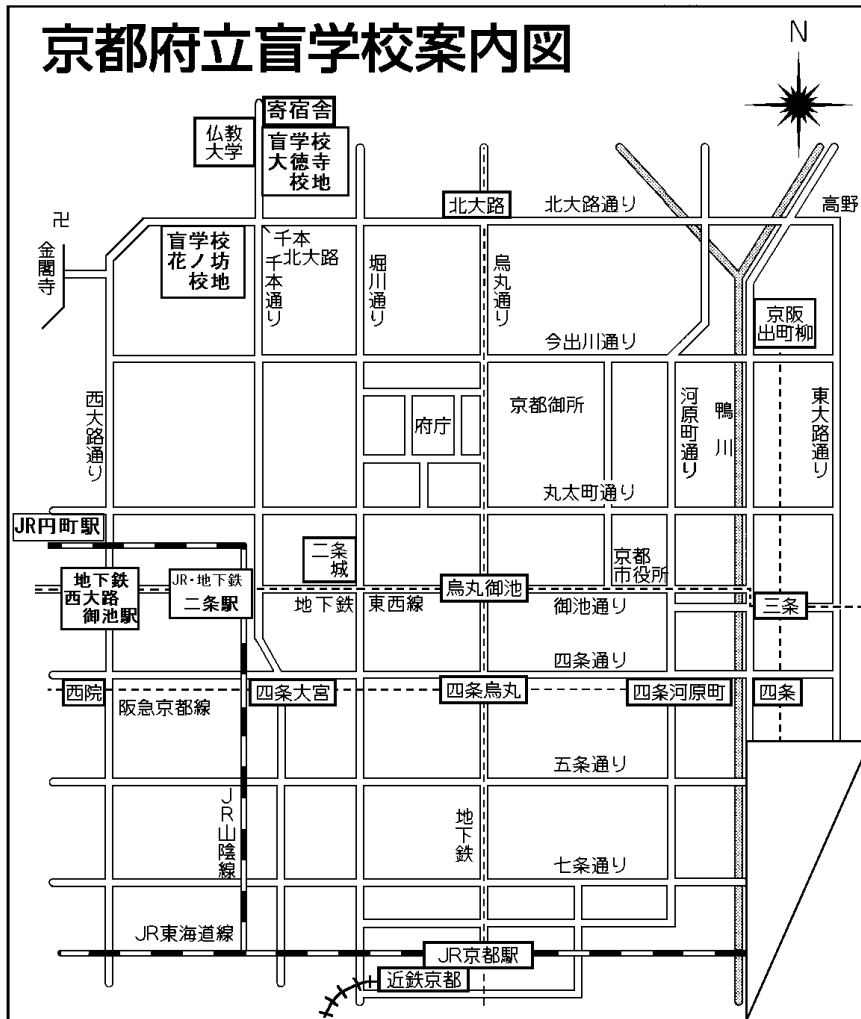 京都府立盲学校案内図
N
寄宿舎
仏教
大学
盲学校
大徳寺
校地
北大路
北大路通り
高野
卍
金閣寺
盲学校
花ノ坊
校地
千本
北大路
千本通り
堀川通り
烏丸通り
京阪
出町柳
今出川通り
西大路通り
府庁
京都御所
河原町通り
鴨川
東大路通り
丸太町通り
JR円町駅
二条
城
京都
市役所
地下鉄
西大路
御池駅
JR・地下鉄
二条駅
地下鉄
東西線
烏丸御池
御池通り
三条
四条通り
西院
阪急京都線
四条大宮
四条烏丸
四条河原町
四条
五条通り
JR山陰線
地下鉄
七条通り
JR東海道線
JR京都駅
近鉄京都